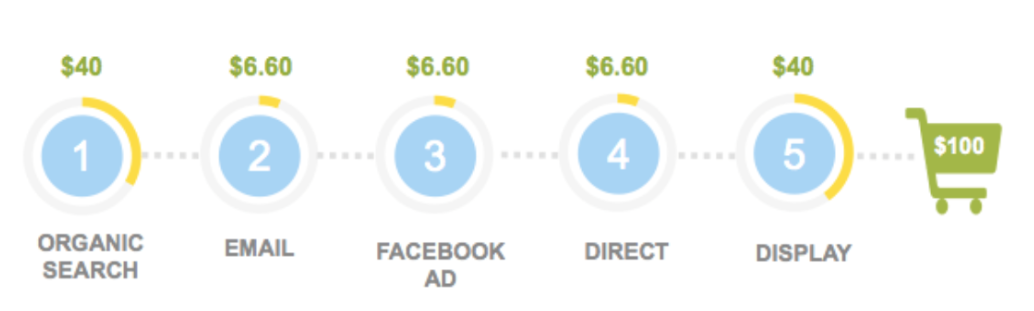 $40
$6.60
$6.60
$6.60
$40
1
2
3
4
5
$100
ORGANIC
SEARCH
EMAIL
FACEBOOK
AD
DIRECT
DISPLAY